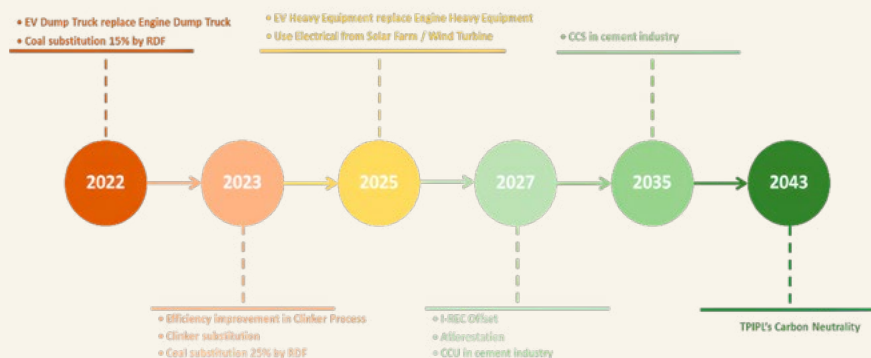 • EV Dump Truck replace Engine Dump Truck
• Coal substitution 15% by RDF
• EV Heavy Equipment replace Engine Heavy Equipment
• Use Electrical from Solar Farm / Wind Turbine
• CCS in cement industry
2022
2023
2025
2027
2035
2043
• Efficiency improvement in Clinker Process
• Clinker substitution
• Coal substitution 25% by RDF
• I-REC Offset
• Afforestation
• CCU in cement industry
TPIPL's Carbon Neutrality